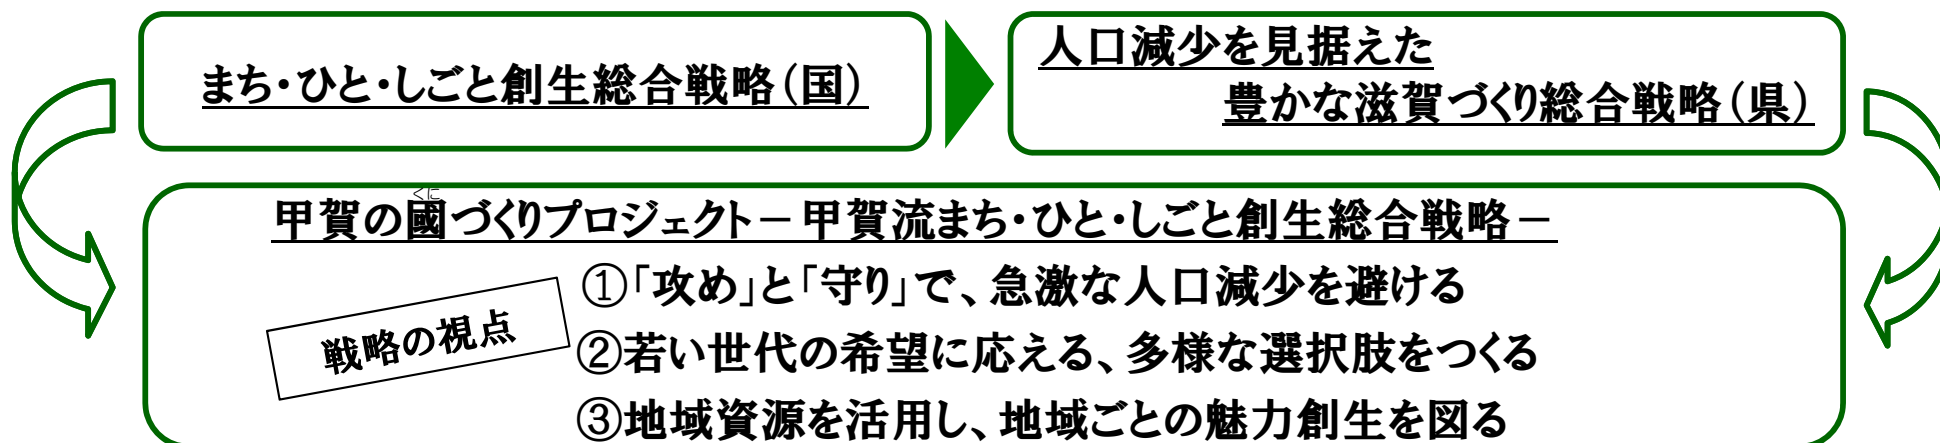 まち・ひと・しごと創生総合戦略（国）
人口減少を見据えた
豊かな滋賀づくり総合戦略（県）
くに
甲賀の國づくりプロジェクト－甲賀流まち・ひと・しごと創生総合戦略－
戦略の視点
①「攻め」と「守り」で、急激な人口減少を避ける
②若い世代の希望に応える、多様な選択肢をつくる
③地域資源を活用し、地域ごとの魅力創生を図る